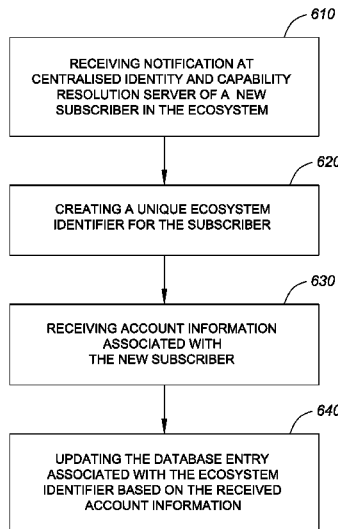 610
RECEIVING NOTIFICATION AT
CENTRALISED IDENTITY AND CAPABILITY
RESOLUTION SERVER OF A NEW
SUBSCRIBER IN THE ECOSYSTEM
620
CREATING A UNIQUE ECOSYSTEM
IDENTIFIER FOR THE SUBSCRIBER
630
RECEIVING ACCOUNT INFORMATION
ASSOCIATED WITH
THE NEW SUBSCRIBER
640
UPDATING THE DATABASE ENTRY
ASSOCIATED WITH THE ECOSYSTEM
IDENTIFIER BASED ON THE RECEIVED
ACCOUNT INFORMATION